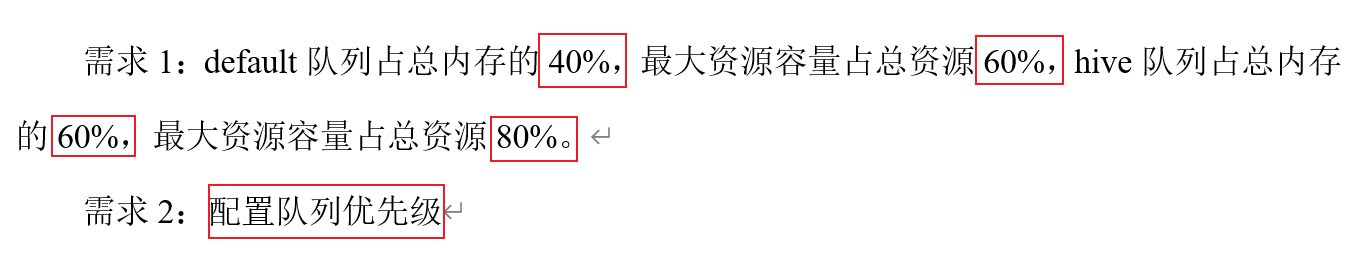 需求 1：default 队列占总内存的 40%，最大资源容量占总资源 60%，hive 队列占总内存
的 60%，最大资源容量占总资源 80%。
需求 2：配置队列优先级